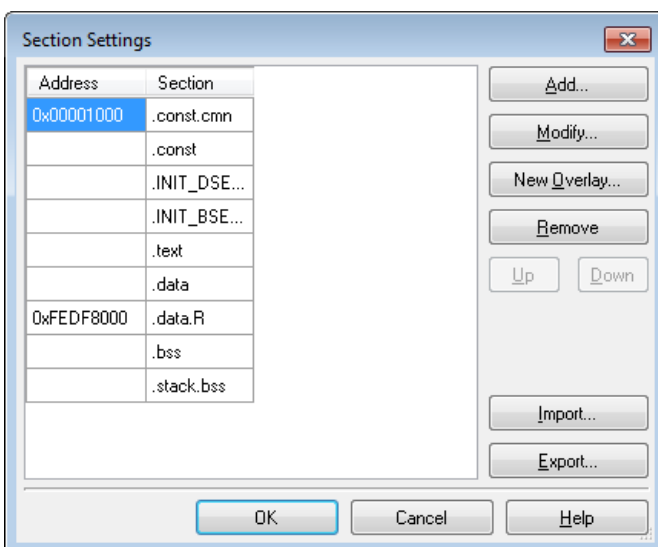 Section Settings
Address Section
0x00001000 .const.cmn
.const
.INIT_DSE...
.INIT_BSE...
.text
.data
0xFEDF8000 .data.R
.bss
.stack.bss
Add...
Modify...
New Overlay...
Remove
Up Down
Import...
Export...
OK Cancel Help